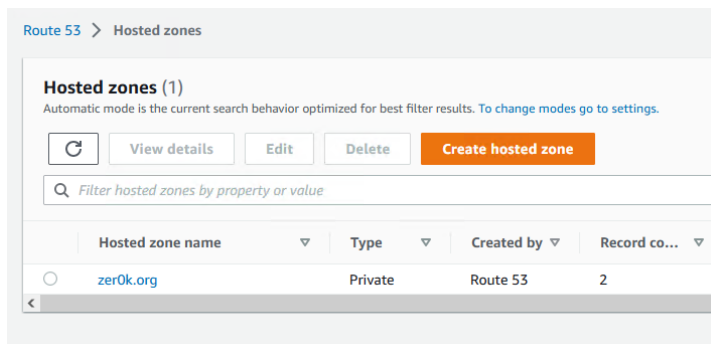 Route 53 > Hosted zones
Hosted zones (1)
Automatic mode is the current search behavior optimized for best filter results. To change modes go to settings.
View details Edit Delete Create hosted zone
Filter hosted zones by property or value
Hosted zone name Type Created by Record co...
zer0k.org Private Route 53 2